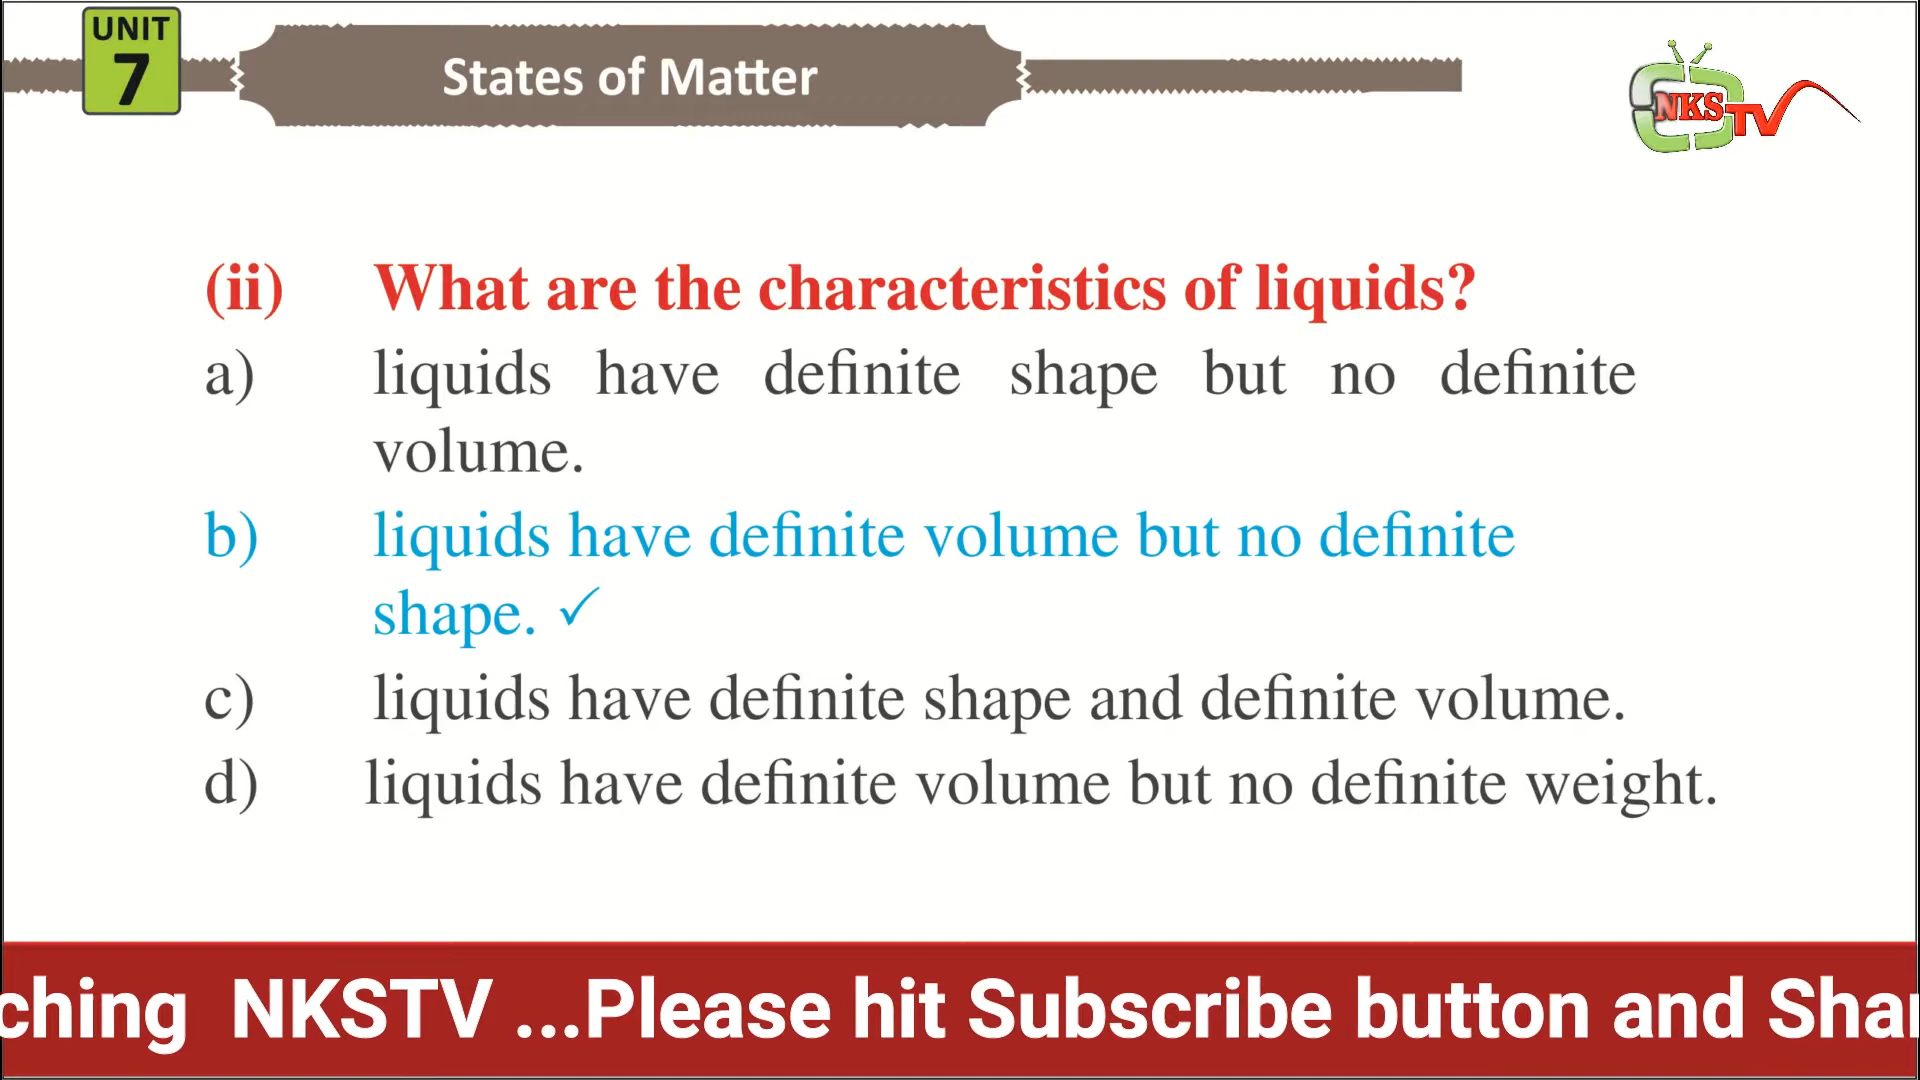 UNIT
7
States of Matter
NKSTV
(ii) What are the characteristics of liquids?
a) liquids have definite shape but no definite
volume.
b) liquids have definite volume but no definite
shape. ✓
c) liquids have definite shape and definite volume.
d) liquids have definite volume but no definite weight.
ching NKSTV ...Please hit Subscribe button and Shar